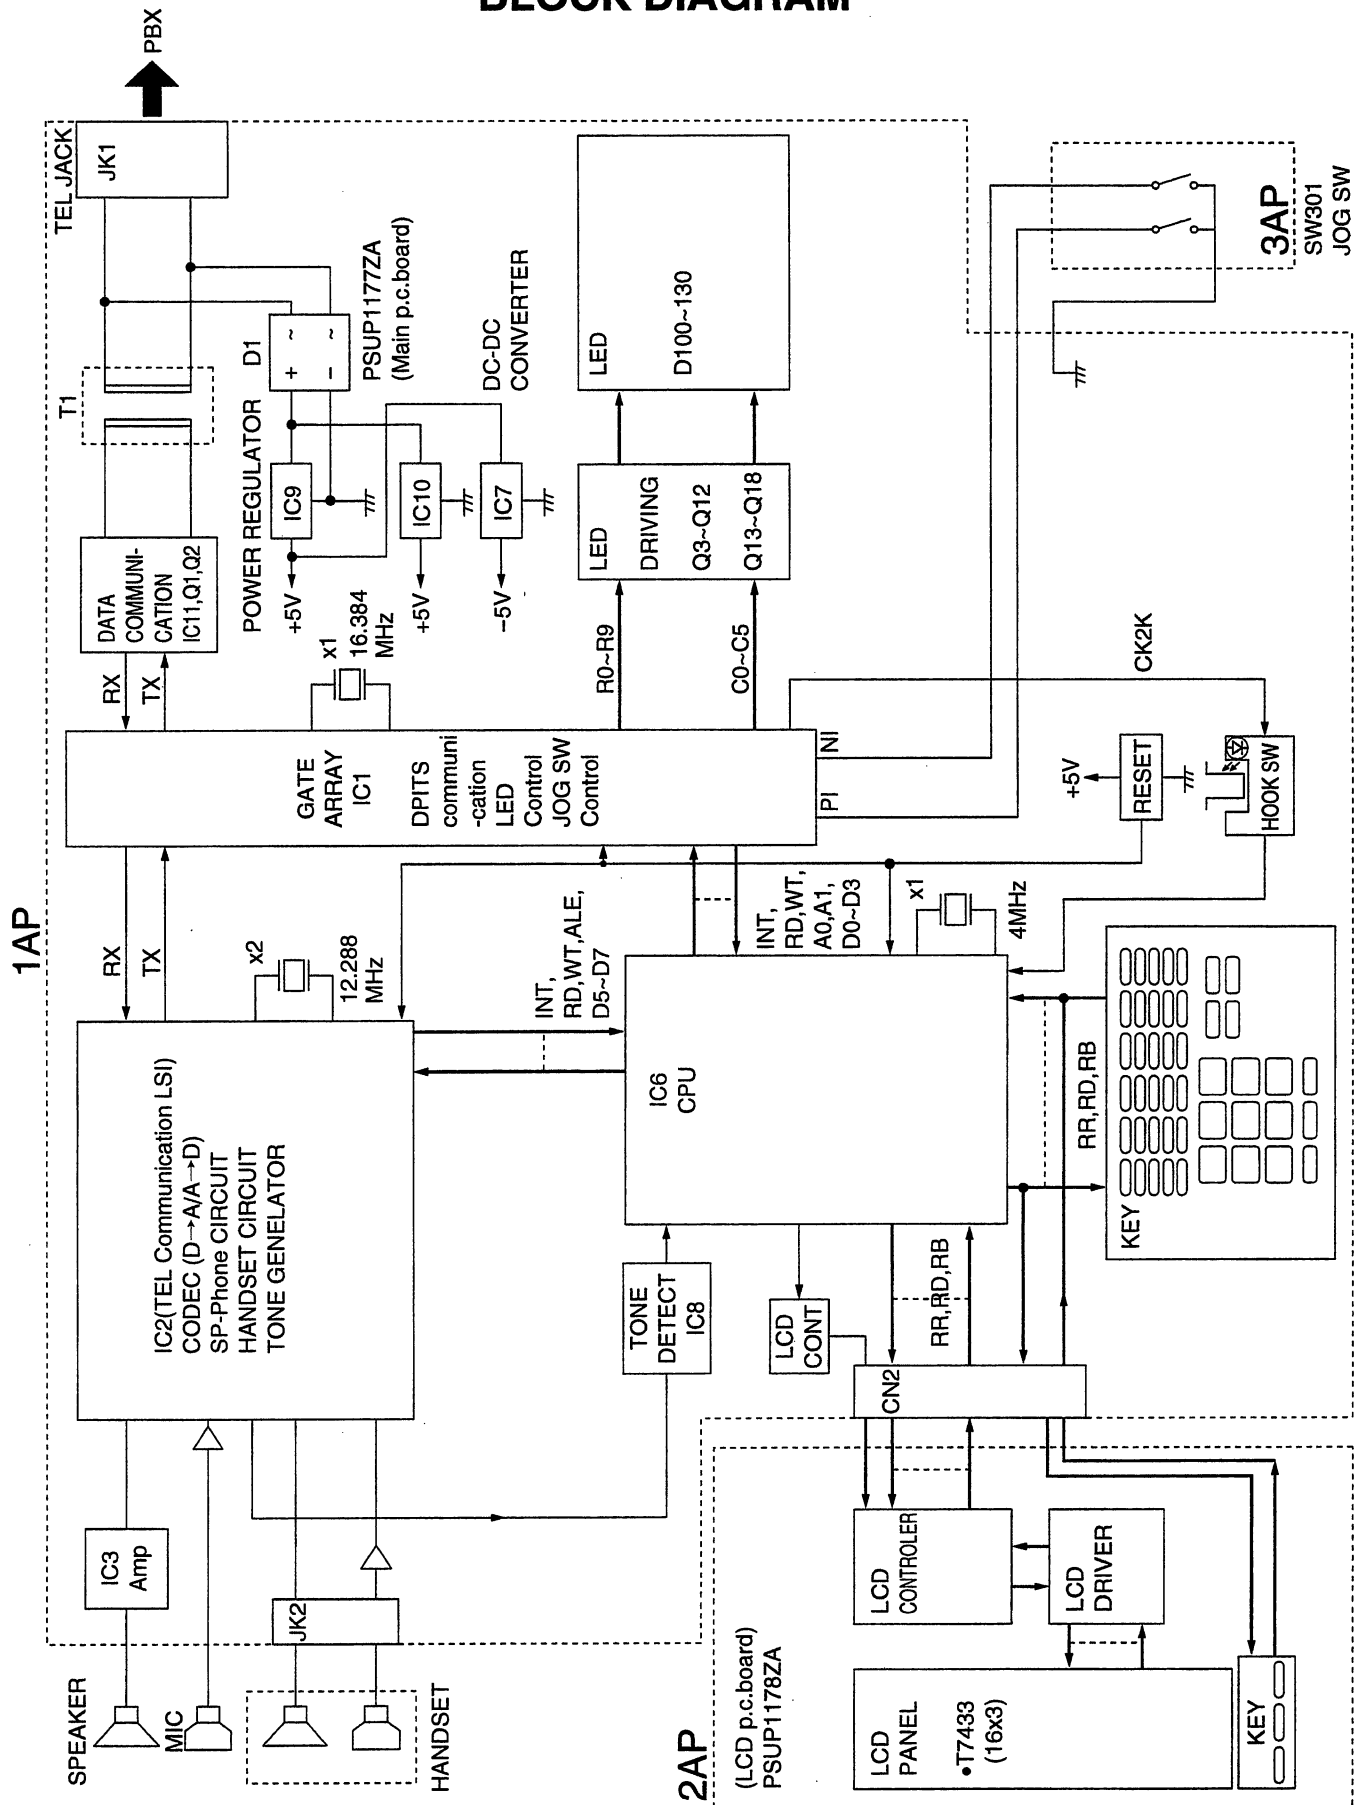 BLOCK DIAGRAM
1AP
SPEAKER
MIC
HANDSET
IC3
Amp
JK2
IC2(TEL Communication LSI)
CODEC (D→A/A→D)
SP-Phone CIRCUIT
HANDSET CIRCUIT
TONE GENELATOR
RX
TX
x2
12.288
MHz
GATE
ARRAY
IC1
DPITS
communi
-cation
LED
Control
JOG SW
Control
PI
NI
RX
TX
x1
16.384
MHz
DATA
COMMUNI-
CATION
IC11,Q1,Q2
T1
TEL JACK
JK1
PBX
POWER REGULATOR
D1
+
~
−
~
PSUP1177ZA
(Main p.c.board)
IC9
+5V
IC10
+5V
DC-DC
CONVERTER
IC7
−5V
R0~R9
C0~C5
LED
DRIVING
Q3~Q12
Q13~Q18
LED
D100~130
INT,
RD,WT,ALE,
D5~D7
IC6
CPU
INT,
RD,WT,
A0,A1,
D0~D3
x1
4MHz
TONE
DETECT
IC8
LCD
CONT
RR,RD,RB
CN2
RR,RD,RB
KEY
+5V
RESET
HOOK SW
CK2K
3AP
SW301
JOG SW
2AP
(LCD p.c.board)
PSUP1178ZA
LCD
CONTROLER
LCD
DRIVER
LCD
PANEL
•T7433
(16x3)
KEY